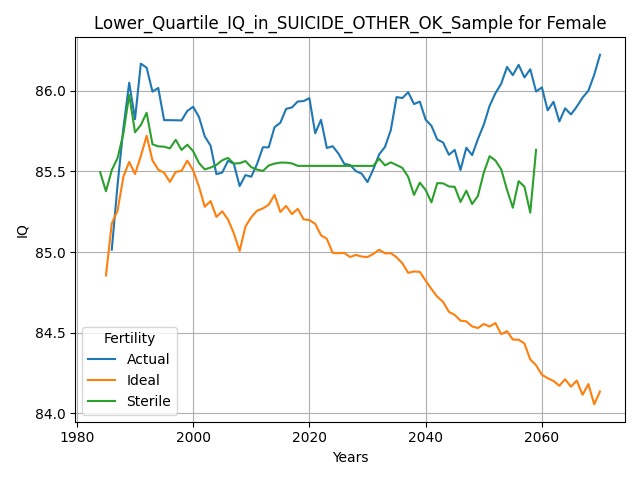 Lower_Quartile_IQ_in_SUICIDE_OTHER_OK_Sample for Female
86.0
85.5
85.0
84.5
84.0
IQ
Fertility
Actual
Ideal
Sterile
1980
2000
2020
2040
2060
Years